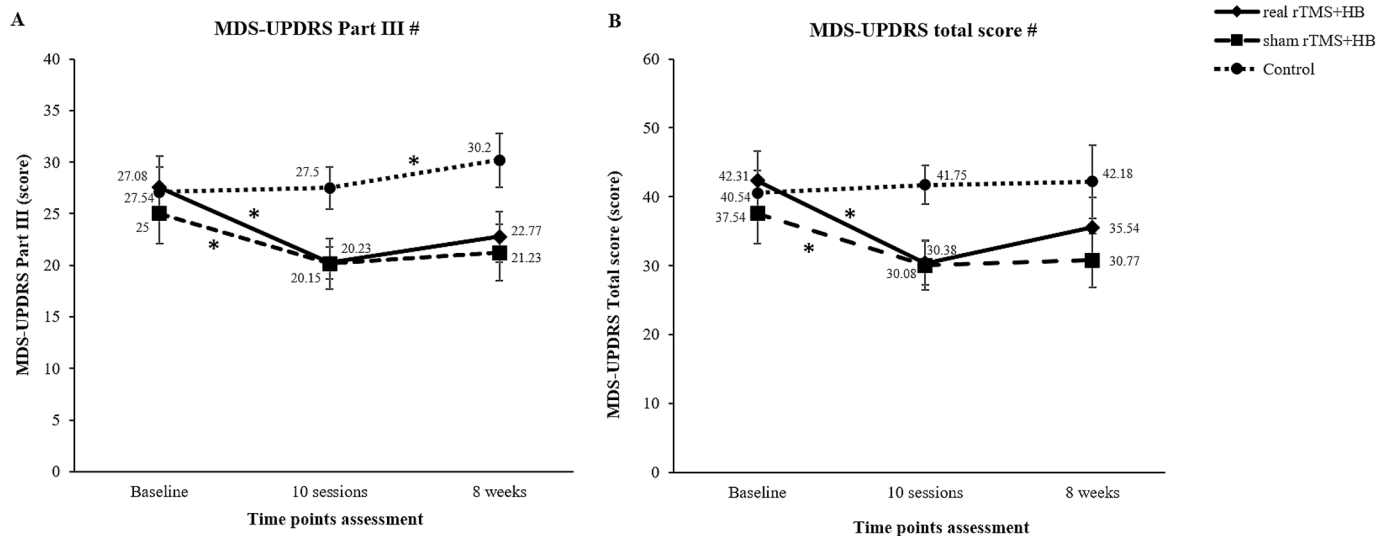 A
MDS-UPDRS Part III #
MDS-UPDRS Part III (score)
40
35
30
25
20
15
10
5
0
27.08
27.54
25
*
*
27.5
20.23
20.15
*
30.2
22.77
21.23
Baseline
10 sessions
8 weeks
Time points assessment
B
MDS-UPDRS total score #
MDS-UPDRS Total score (score)
60
50
40
30
20
10
0
42.31
40.54
37.54
*
*
41.75
30.38
30.08
42.18
35.54
30.77
Baseline
10 sessions
8 weeks
Time points assessment
real rTMS+HB
sham rTMS+HB
Control